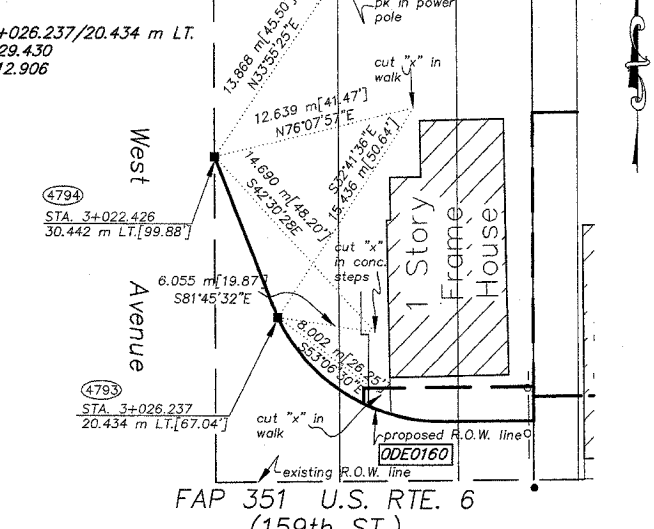 +026.237/20.434 m LT.
29.430
12.906
pk in power
pole
13.868 m[45.50']
N33°55'25"E
cut "x" in
walk
12.639 m[41.47']
N76°07'57"E
West
Avenue
14.690 m[48.20']
S42°30'28E
15.436 m[50.64']
4794
STA. 3+022.426
30.442 m LT.[99.88']
1 Story
Frame
House
cut "x"
in conc.
steps
6.055 m[19.87']
S81°45'32"E
8.002 m[26.25']
S53°06'30"E
4793
STA. 3+026.237
20.434 m LT.[67.04']
cut "x" in
walk
proposed R.O.W. line
ODE0160
existing R.O.W. line
FAP 351 U.S. RTE. 6
(159th ST.)